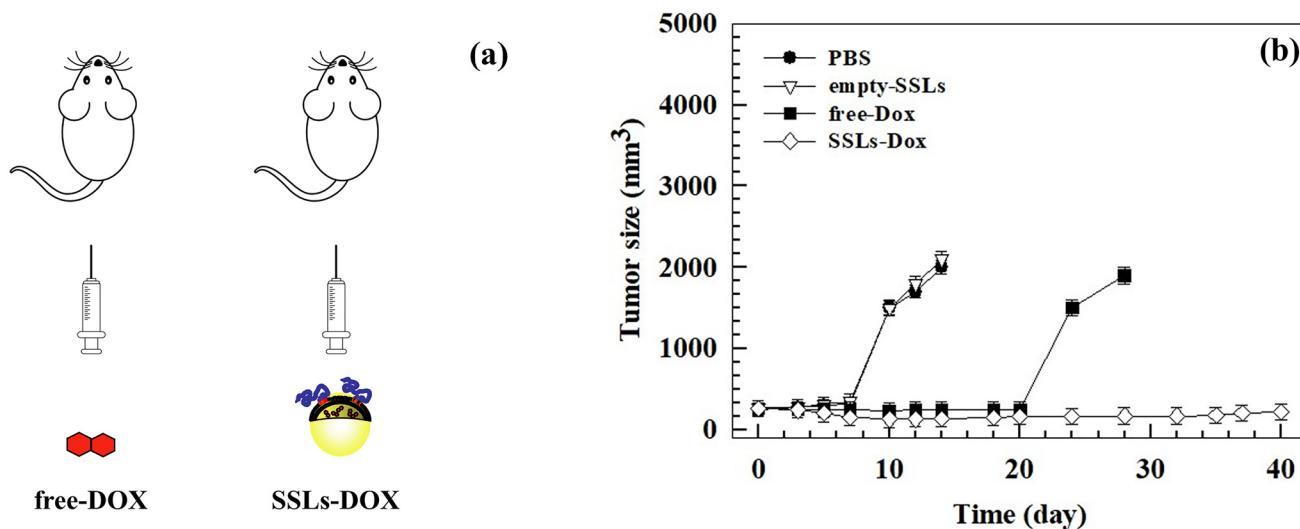 (a)
free-DOX
SSLs-DOX
(b)
PBS
empty-SSLs
free-Dox
SSLs-Dox
Tumor size (mm³)
5000
4000
3000
2000
1000
0
0 10 20 30 40
Time (day)